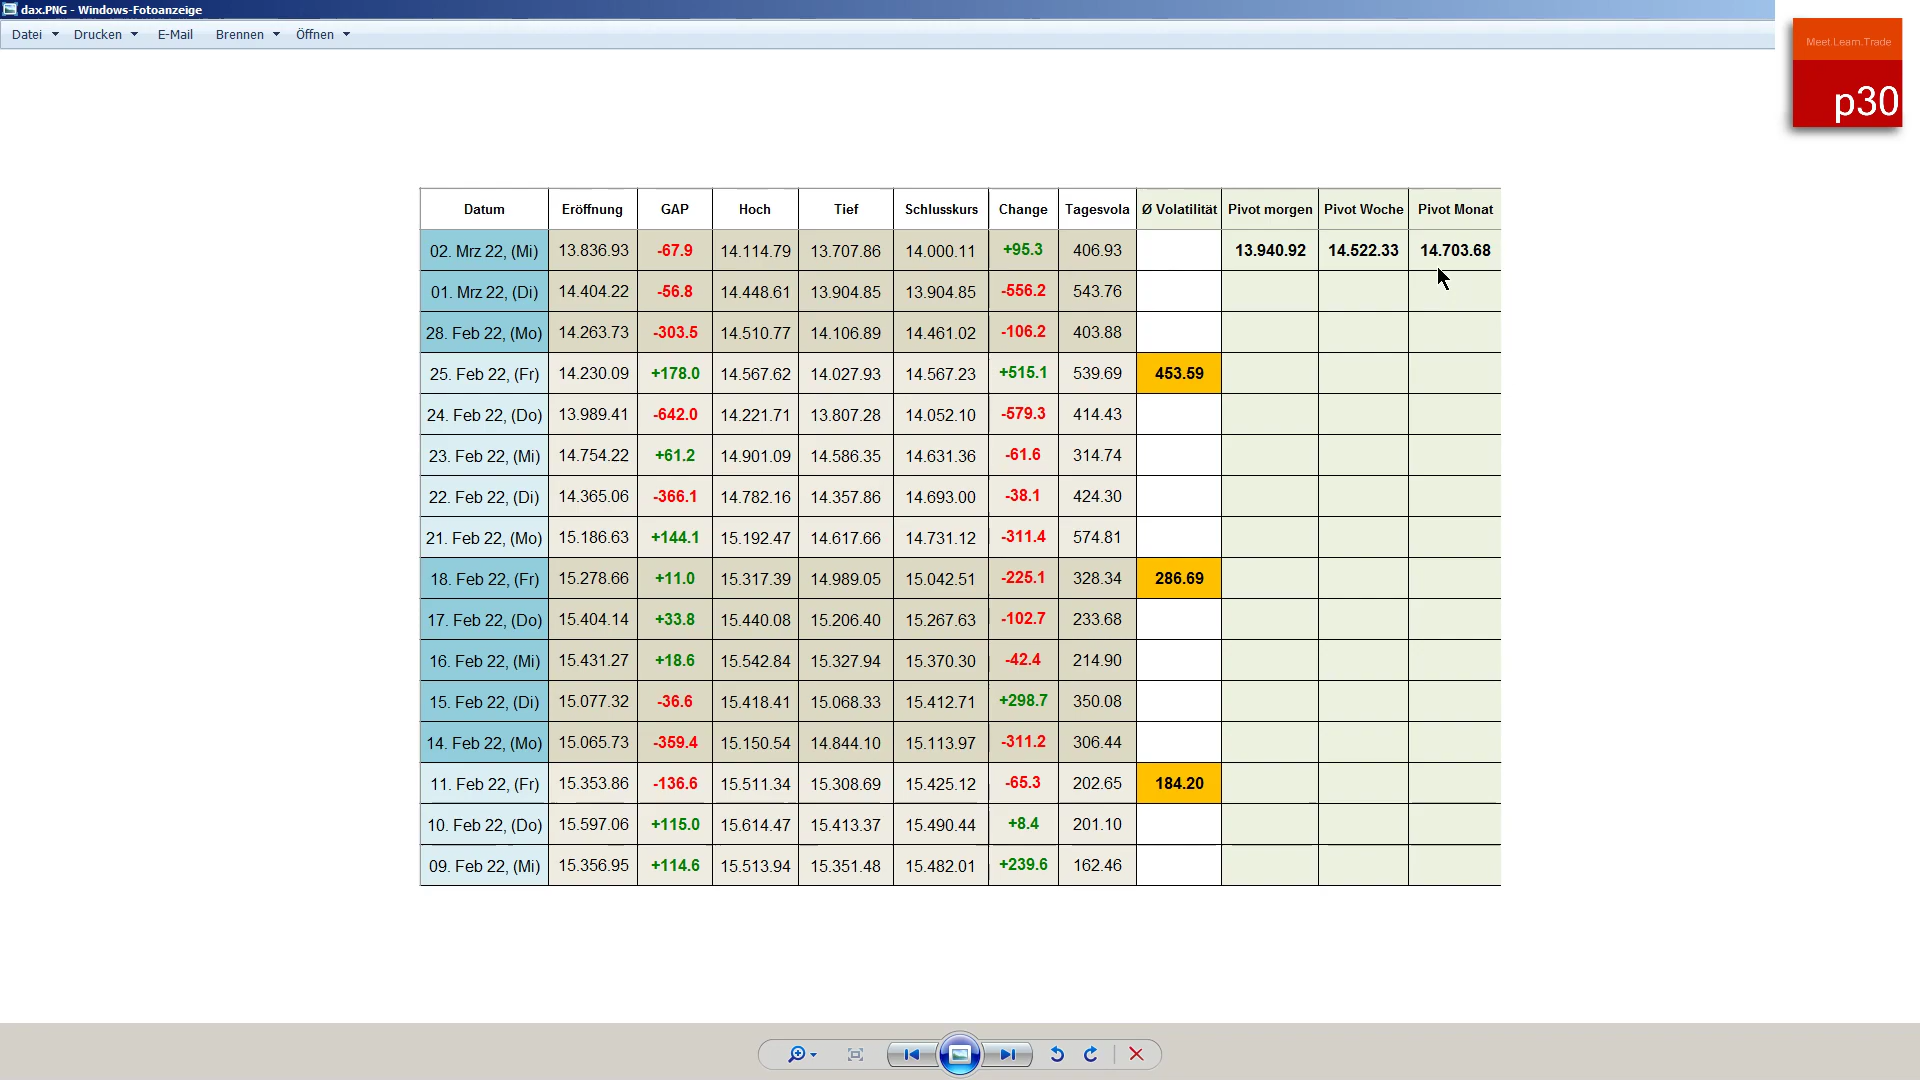 dax.PNG - Windows-Fotoanzeige
Datei Drucken E-Mail Brennen Öffnen
Meet.Learn.Trade
p30
Datum Eröffnung GAP Hoch Tief Schlusskurs Change Tagesvola Ø Volatilität Pivot morgen Pivot Woche Pivot Monat
02. Mrz 22, (Mi) 13.836.93 -67.9 14.114.79 13.707.86 14.000.11 +95.3 406.93 13.940.92 14.522.33 14.703.68
01. Mrz 22, (Di) 14.404.22 -56.8 14.448.61 13.904.85 13.904.85 -556.2 543.76
28. Feb 22, (Mo) 14.263.73 -303.5 14.510.77 14.106.89 14.461.02 -106.2 403.88
25. Feb 22, (Fr) 14.230.09 +178.0 14.567.62 14.027.93 14.567.23 +515.1 539.69 453.59
24. Feb 22, (Do) 13.989.41 -642.0 14.221.71 13.807.28 14.052.10 -579.3 414.43
23. Feb 22, (Mi) 14.754.22 +61.2 14.901.09 14.586.35 14.631.36 -61.6 314.74
22. Feb 22, (Di) 14.365.06 -366.1 14.782.16 14.357.86 14.693.00 -38.1 424.30
21. Feb 22, (Mo) 15.186.63 +144.1 15.192.47 14.617.66 14.731.12 -311.4 574.81
18. Feb 22, (Fr) 15.278.66 +11.0 15.317.39 14.989.05 15.042.51 -225.1 328.34 286.69
17. Feb 22, (Do) 15.404.14 +33.8 15.440.08 15.206.40 15.267.63 -102.7 233.68
16. Feb 22, (Mi) 15.431.27 +18.6 15.542.84 15.327.94 15.370.30 -42.4 214.90
15. Feb 22, (Di) 15.077.32 -36.6 15.418.41 15.068.33 15.412.71 +298.7 350.08
14. Feb 22, (Mo) 15.065.73 -359.4 15.150.54 14.844.10 15.113.97 -311.2 306.44
11. Feb 22, (Fr) 15.353.86 -136.6 15.511.34 15.308.69 15.425.12 -65.3 202.65 184.20
10. Feb 22, (Do) 15.597.06 +115.0 15.614.47 15.413.37 15.490.44 +8.4 201.10
09. Feb 22, (Mi) 15.356.95 +114.6 15.513.94 15.351.48 15.482.01 +239.6 162.46